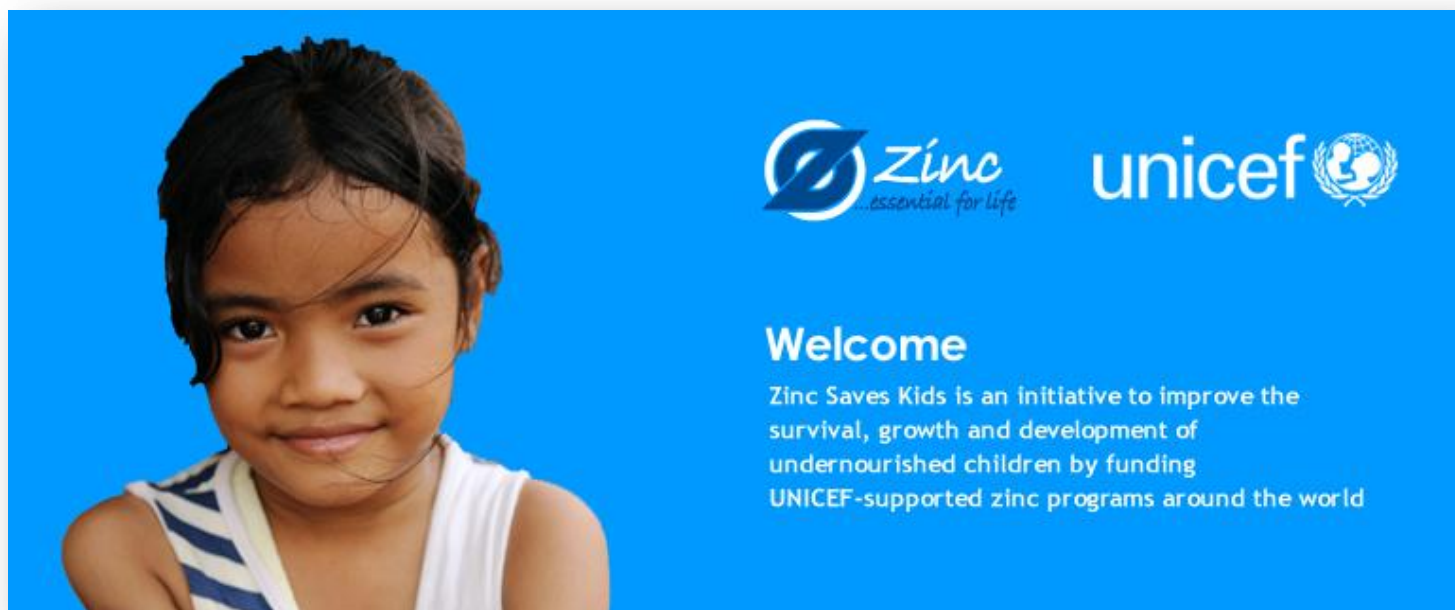 Zinc
...essential for life
unicef
Welcome
Zinc Saves Kids is an initiative to improve the
survival, growth and development of
undernourished children by funding
UNICEF-supported zinc programs around the world